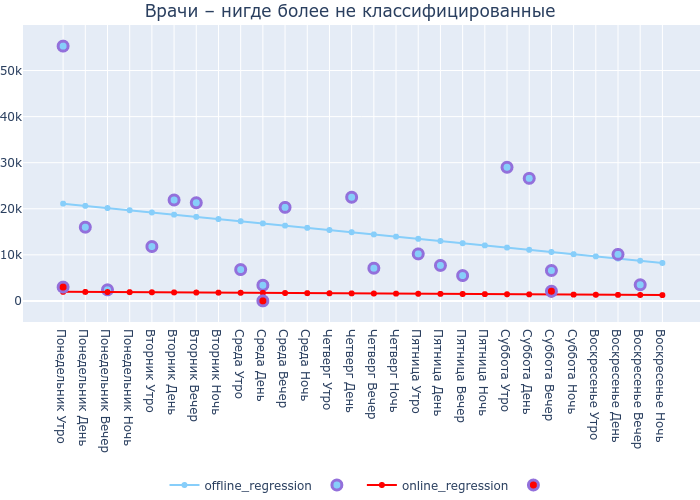 Врачи – нигде более не классифицированные
50k
40k
30k
20k
10k
0
Понедельник Утро
Понедельник День
Понедельник Вечер
Понедельник Ночь
Вторник Утро
Вторник День
Вторник Вечер
Вторник Ночь
Среда Утро
Среда День
Среда Вечер
Среда Ночь
Четверг Утро
Четверг День
Четверг Вечер
Четверг Ночь
Пятница Утро
Пятница День
Пятница Вечер
Пятница Ночь
Суббота Утро
Суббота День
Суббота Вечер
Суббота Ночь
Воскресенье Утро
Воскресенье День
Воскресенье Вечер
Воскресенье Ночь
offline_regression
online_regression